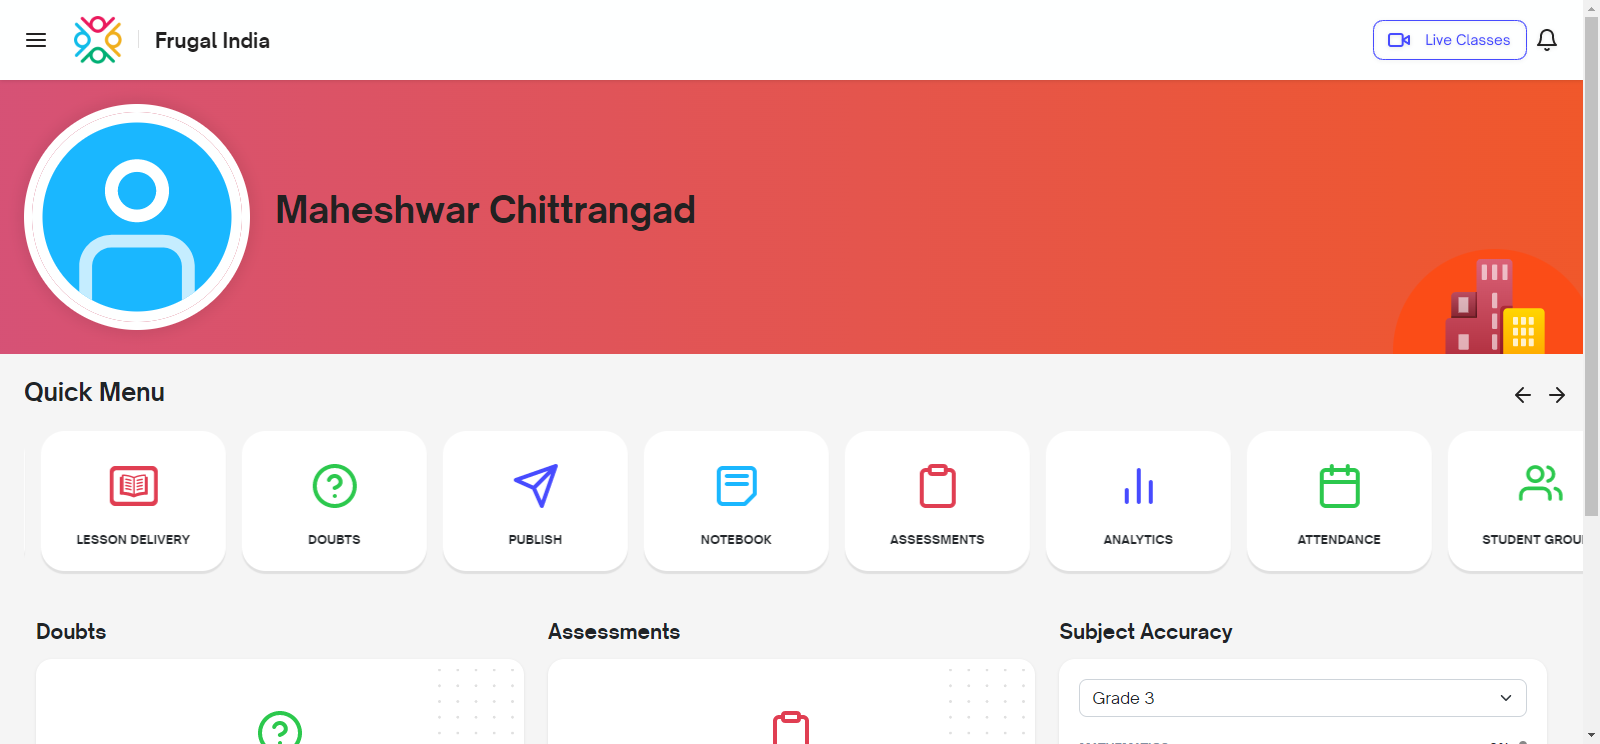 Frugal India
Live Classes
Maheshwar Chittrangad
Quick Menu
LESSON DELIVERY
DOUBTS
PUBLISH
NOTEBOOK
ASSESSMENTS
ANALYTICS
ATTENDANCE
STUDENT GROU
Doubts
Assessments
Subject Accuracy
Grade 3